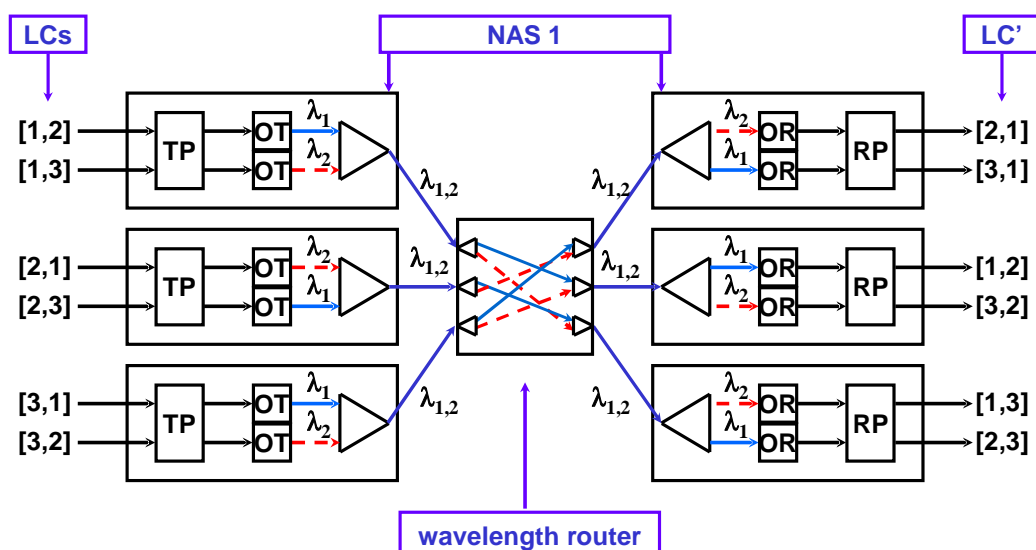 LCs
NAS 1
LC’
[1,2]
[1,3]
TP
OT
OT
λ1
λ2
λ1,2
λ2
λ1
OR
OR
RP
[2,1]
[3,1]
λ1,2
[2,1]
[2,3]
TP
OT
OT
λ2
λ1
λ1,2
λ1,2
λ1
λ2
OR
OR
RP
[1,2]
[3,2]
[3,1]
[3,2]
TP
OT
OT
λ1
λ2
λ1,2
λ1,2
λ2
λ1
OR
OR
RP
[1,3]
[2,3]
wavelength router